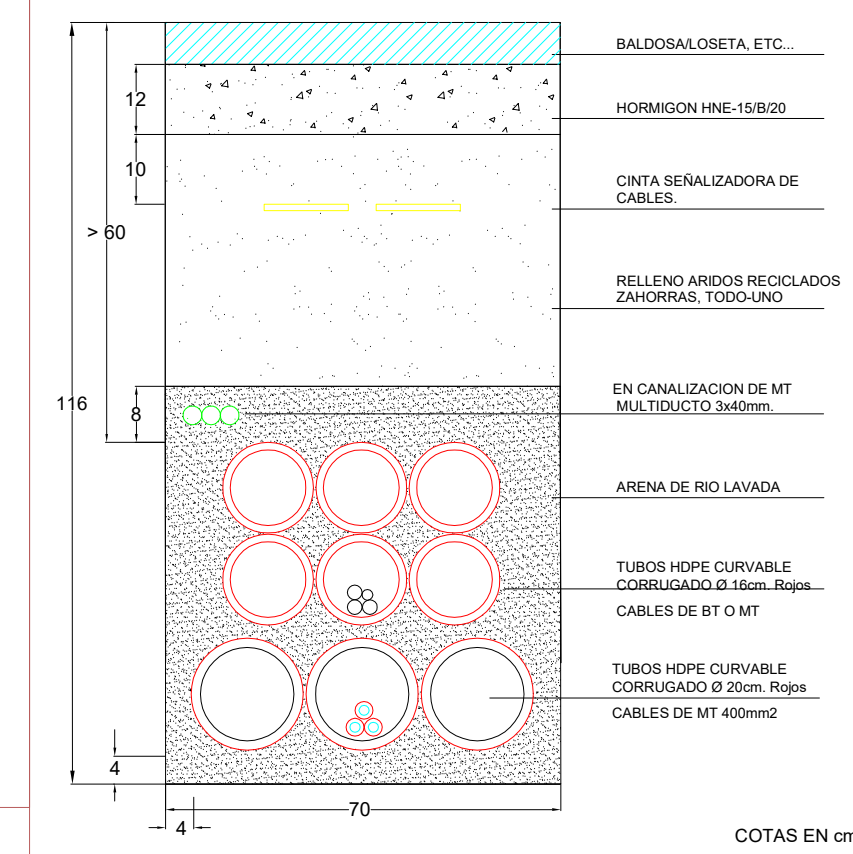 BALDOSA/LOSETA, ETC...
12
HORMIGON HNE-15/B/20
10
CINTA SEÑALIZADORA DE
CABLES.
> 60
RELLENO ARIDOS RECICLADOS
ZAHORRAS, TODO-UNO
116
8
EN CANALIZACION DE MT
MULTIDUCTO 3x40mm.
ARENA DE RIO LAVADA
TUBOS HDPE CURVABLE
CORRUGADO Ø 16cm. Rojos
CABLES DE BT O MT
TUBOS HDPE CURVABLE
CORRUGADO Ø 20cm. Rojos
CABLES DE MT 400mm2
4
70
4
COTAS EN cm